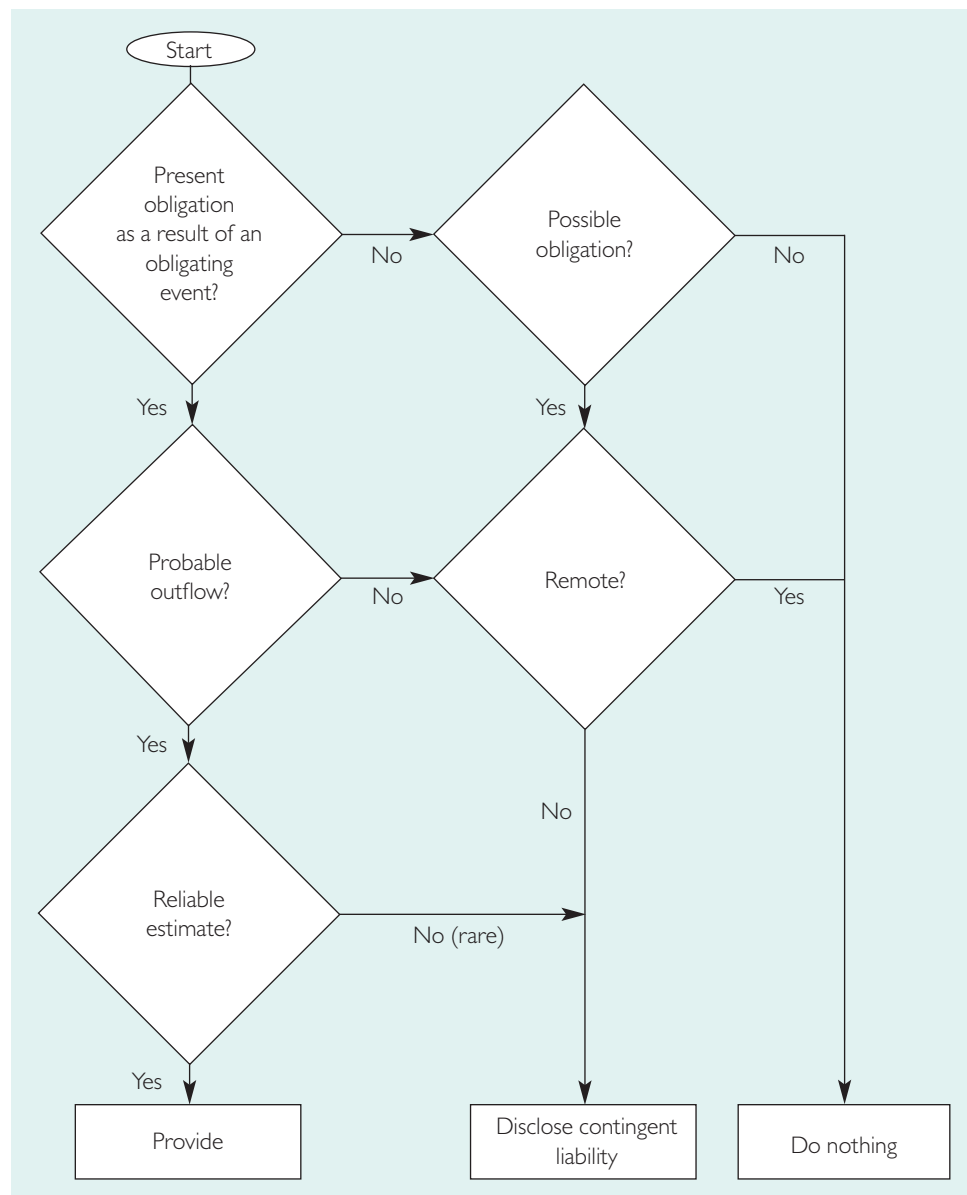 Start
Present
obligation
as a result of an
obligating
event?
No
Possible
obligation?
No
Yes
Yes
Probable
outflow?
No
Remote?
Yes
Yes
No
Reliable
estimate?
No (rare)
Yes
Provide
Disclose contingent
liability
Do nothing